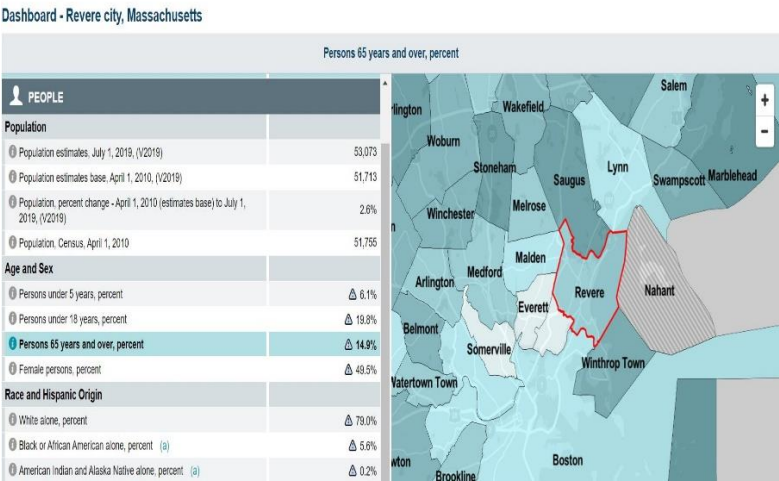 Dashboard - Revere city, Massachusetts
Persons 65 years and over, percent
PEOPLE
Population
Population estimates, July 1, 2019, (V2019) 53,073
Population estimates base, April 1, 2010, (V2019) 51,713
Population, percent change - April 1, 2010 (estimates base) to July 1,
2019, (V2019) 2.6%
Population, Census, April 1, 2010 51,755
Age and Sex
Persons under 5 years, percent 6.1%
Persons under 18 years, percent 19.8%
Persons 65 years and over, percent 14.9%
Female persons, percent 49.5%
Race and Hispanic Origin
White alone, percent 79.0%
Black or African American alone, percent (a) 5.6%
American Indian and Alaska Native alone, percent (a) 0.2%
Salem
+
-
lington
Wakefield
Woburn
Stoneham
Saugus
Lynn
Swampscott
Marblehead
Winchester
Melrose
n
Malden
Medford
Arlington
Revere
Nahant
Everett
Belmont
Somerville
Winthrop Town
Watertown Town
wton
Boston
Brookline